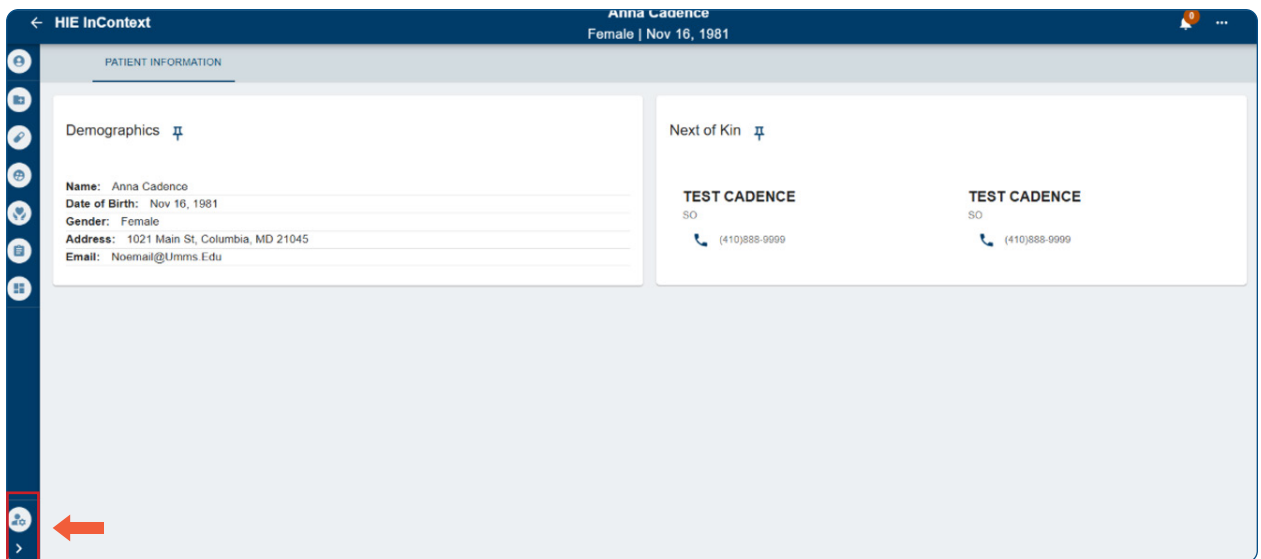 HIE InContext
Anna Cadence
Female | Nov 16, 1981
0
PATIENT INFORMATION
Demographics
Name: Anna Cadence
Date of Birth: Nov 16, 1981
Gender: Female
Address: 1021 Main St, Columbia, MD 21045
Email: Noemail@Umms.Edu
Next of Kin
TEST CADENCE
SO
(410)888-9999
TEST CADENCE
SO
(410)888-9999